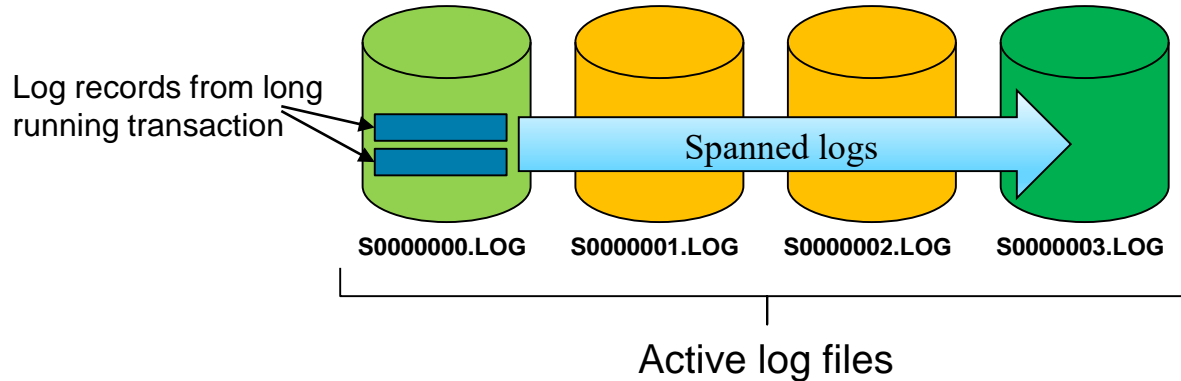 Log records from long
running transaction
Spanned logs
S0000000.LOG
S0000001.LOG
S0000002.LOG
S0000003.LOG
Active log files